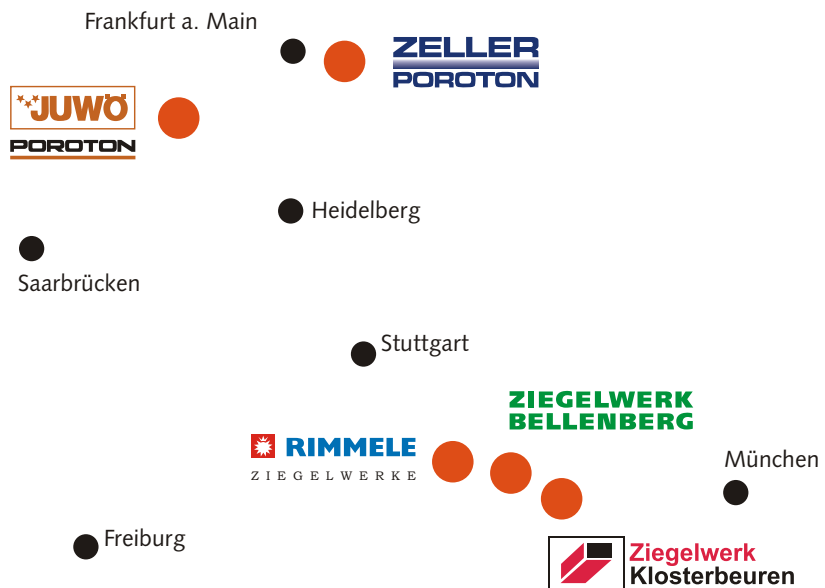 Frankfurt a. Main
ZELLER
POROTON
JUWÖ
POROTON
Heidelberg
Saarbrücken
Stuttgart
ZIEGELWERK
BELLENBERG
RIMMELE
ZIEGELWERKE
München
Freiburg
Ziegelwerk
Klosterbeuren